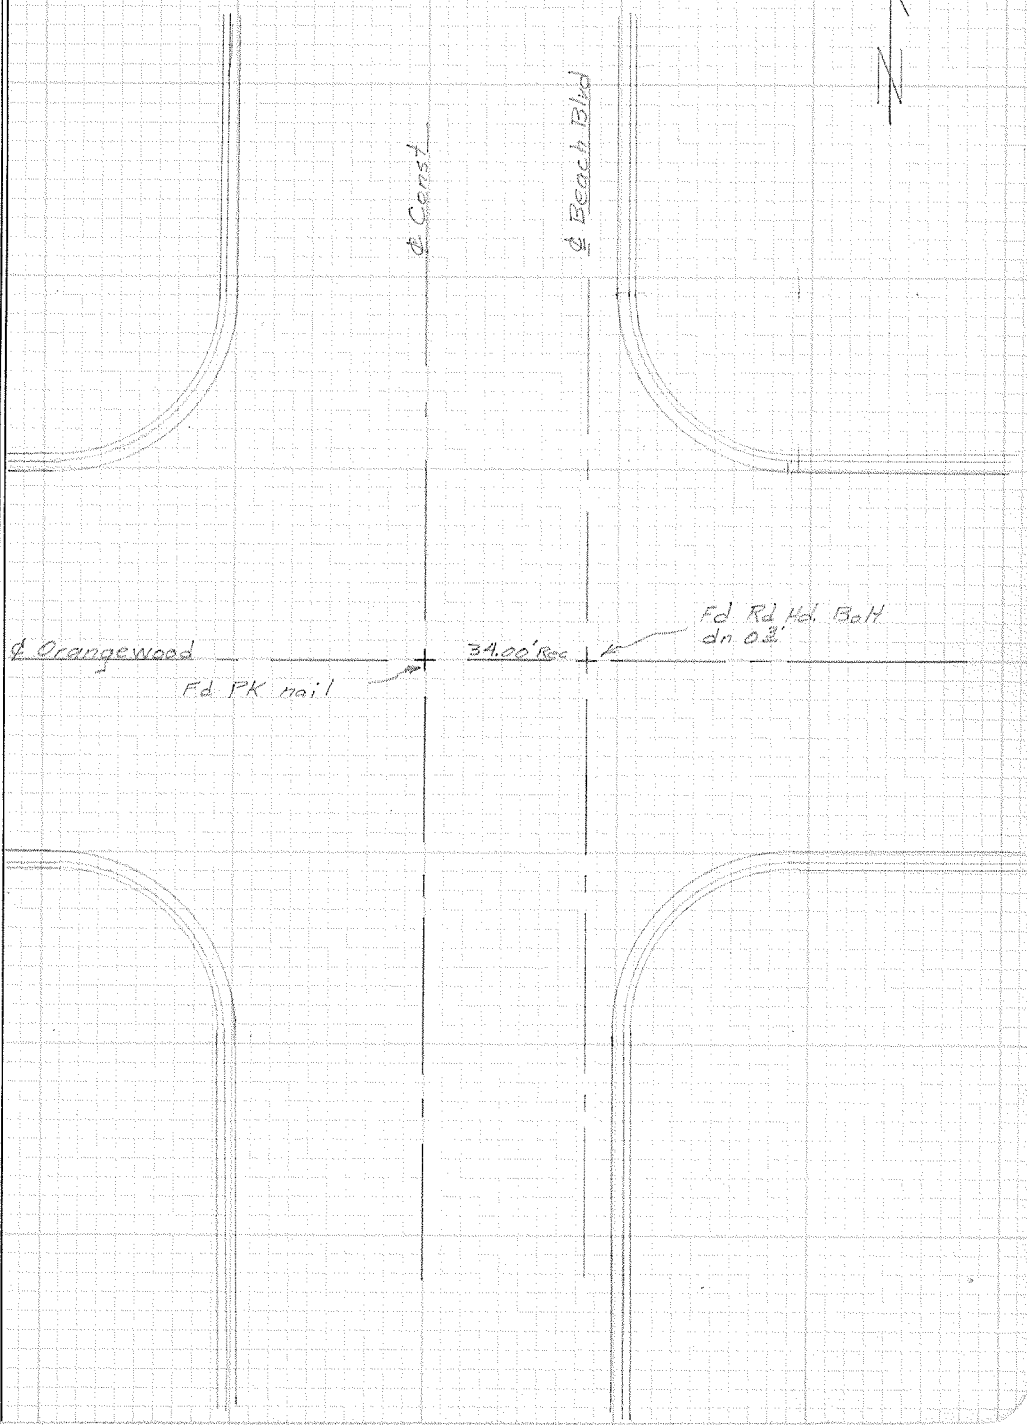 N
℄ Const
℄ Beach Blvd
Fd Rd Hd. Bolt
dn 0.3'
℄ Orangewood
34.00' Rec
Fd PK nail